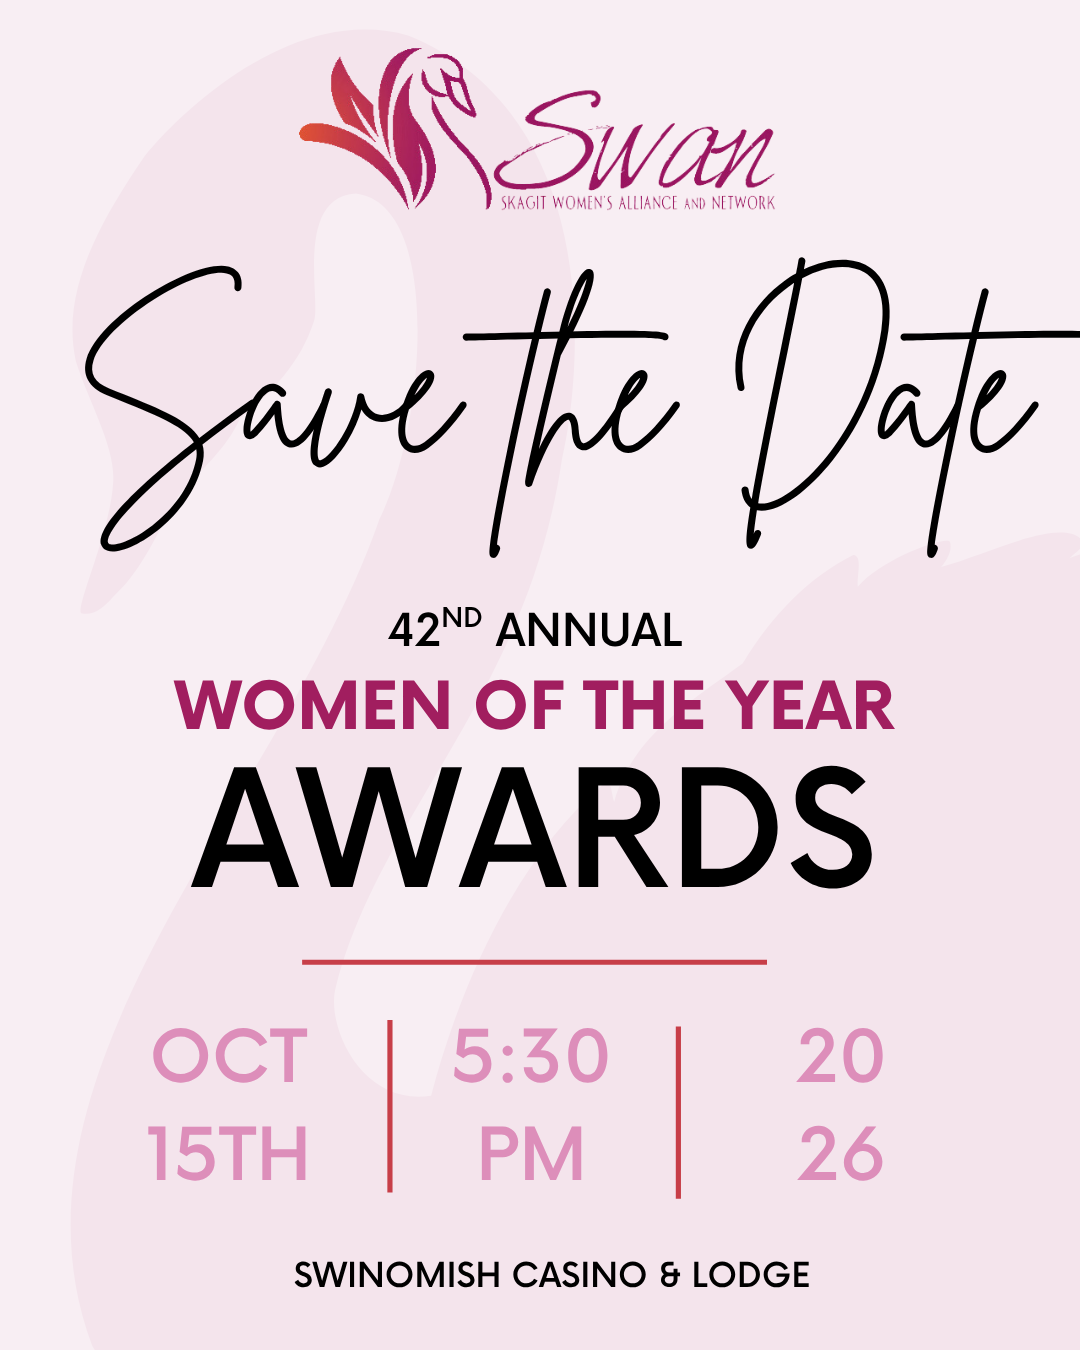 Swan
SKAGIT WOMEN'S ALLIANCE AND NETWORK
Save the Date
42ND ANNUAL
WOMEN OF THE YEAR
AWARDS
OCT
15TH
5:30
PM
20
26
SWINOMISH CASINO & LODGE